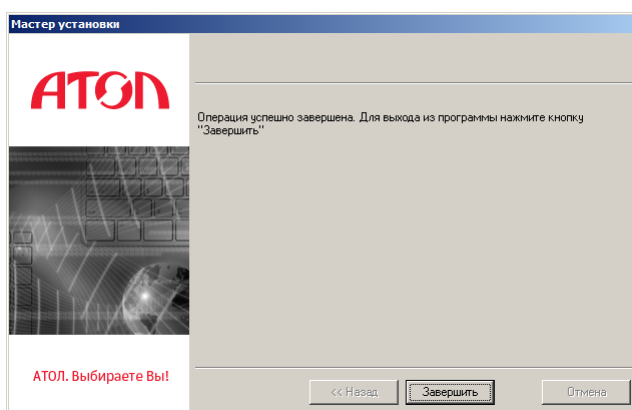 Мастер установки
АТОЛ
Операция успешно завершена. Для выхода из программы нажмите кнопку
"Завершить"
АТОЛ. Выбираете Вы!
<< Назад
Завершить
Отмена